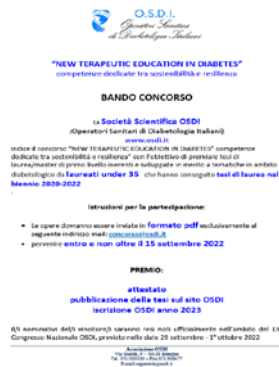 O.S.D.I.
Operatori Sanitari
di Diabetologia Italiani
"NEW TERAPEUTIC EDUCATION IN DIABETES"
competenze dedicate tra sostenibilità e resilienza
BANDO CONCORSO
La Società Scientifica OSDI
(Operatori Sanitari di Diabetologia Italiani)
www.osdi.it
indice il concorso "NEW TERAPEUTIC EDUCATION IN DIABETES" competenze
dedicate tra sostenibilità e resilienza" con l'obiettivo di premiare tesi di
laurea/master di primo livello inerenti e sviluppate in merito a tematiche in ambito
diabetologico da laureati under 35 che hanno conseguito tesi di laurea nel
biennio 2020-2022
Istruzioni per la partecipazione:
• Le opere dovranno essere inviate in formato pdf esclusivamente al
seguente indirizzo mail: concorso@osdi.it
• pervenire entro e non oltre il 15 settembre 2022
PREMIO:
attestato
pubblicazione della tesi sul sito OSDI
iscrizione OSDI anno 2023
Il/i nominativo del/i vincitore/i saranno resi noti ufficialmente nell'ambito del 13
Congresso Nazionale OSDI, previsto nelle date 29 settembre - 1° ottobre 2022
Associazione OSDI